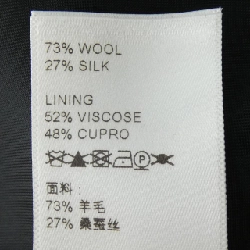 73% WOOL
27% SILK
LINING
52% VISCOSE
48% CUPRO
面料:
73% 羊毛
27% 桑蚕丝